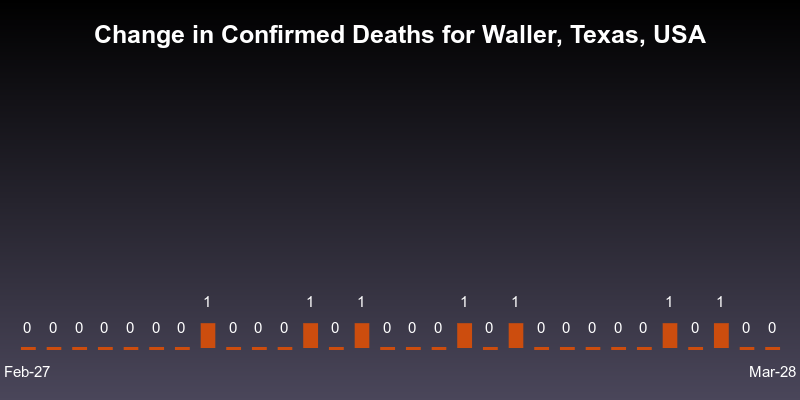 Change in Confirmed Deaths for Waller, Texas, USA
1 1 1 1 1 1 1
0 0 0 0 0 0 0 0 0 0 0 0 0 0 0 0 0 0 0 0 0 0 0
Feb-27 Mar-28